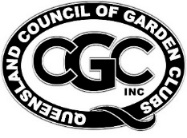 QUEENSLAND COUNCIL OF GARDEN CLUBS
CGC
INC